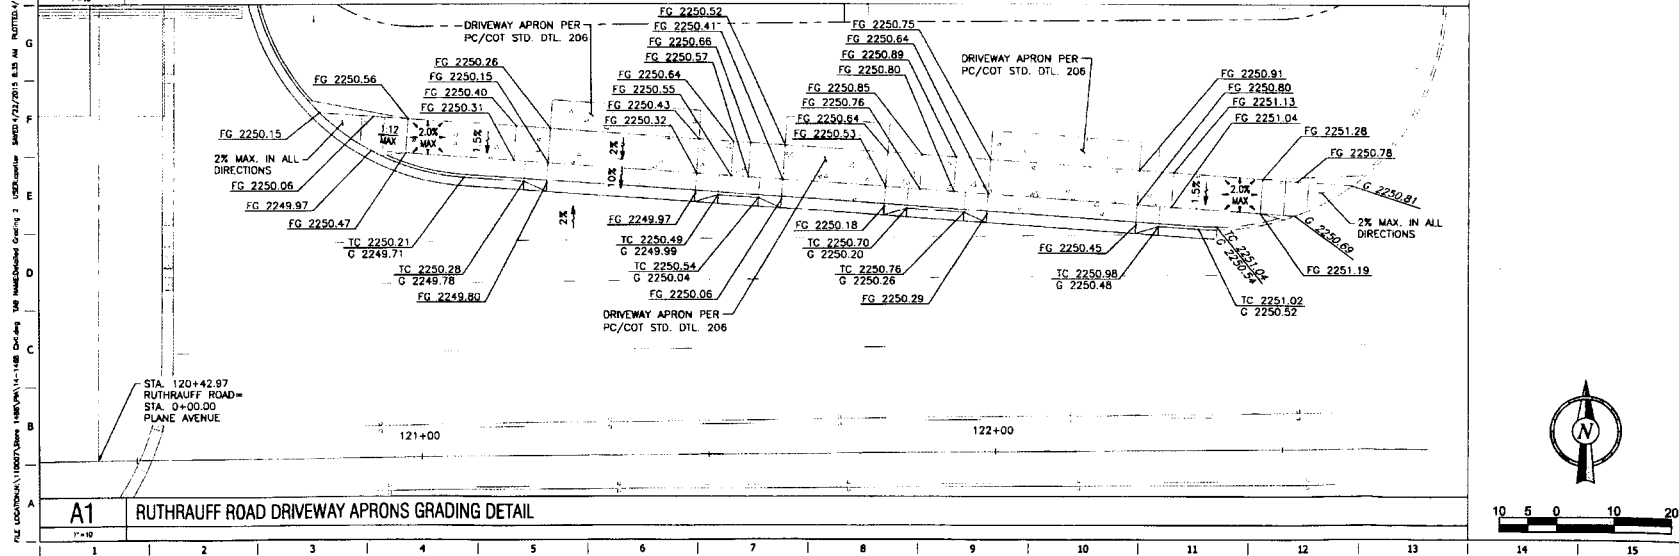 FG 2250.52
FG 2250.41
FG 2250.66
FG 2250.57
FG 2250.64
FG 2250.55
FG 2250.43
FG 2250.32
DRIVEWAY APRON PER
PC/COT STD. DTL. 206
FG 2250.26
FG 2250.15
FG 2250.40
FG 2250.31
FG 2250.56
FG 2250.15
2% MAX. IN ALL
DIRECTIONS
FG 2250.06
FG 2249.97
FG 2250.47
1:12
MAX
2.0%
MAX
1.5%
2%
10%
2%
FG 2250.75
FG 2250.64
FG 2250.89
FG 2250.80
FG 2250.85
FG 2250.76
FG 2250.64
FG 2250.53
DRIVEWAY APRON PER
PC/COT STD. DTL. 206
FG 2250.91
FG 2250.80
FG 2251.13
FG 2251.04
FG 2251.28
FG 2250.78
G 2250.81
1.5%
2.0%
MAX
2% MAX. IN ALL
DIRECTIONS
G 2250.69
FG 2251.19
TC 2251.04
G 2250.54
TC 2251.02
G 2250.52
TC 2250.21
G 2249.71
TC 2250.28
G 2249.78
FG 2249.80
FG 2249.97
TC 2250.49
G 2249.99
TC 2250.54
G 2250.04
FG 2250.06
DRIVEWAY APRON PER
PC/COT STD. DTL. 206
FG 2250.18
TC 2250.70
G 2250.20
TC 2250.76
G 2250.26
FG 2250.29
FG 2250.45
TC 2250.98
G 2250.48
STA. 120+42.97
RUTHRAUFF ROAD=
STA. 0+00.00
PLANE AVENUE
121+00
122+00
N
A1
RUTHRAUFF ROAD DRIVEWAY APRONS GRADING DETAIL
1"=10'
10 5 0 10 20
G
F
E
D
C
B
A
1 2 3 4 5 6 7 8 9 10 11 12 13 14 15